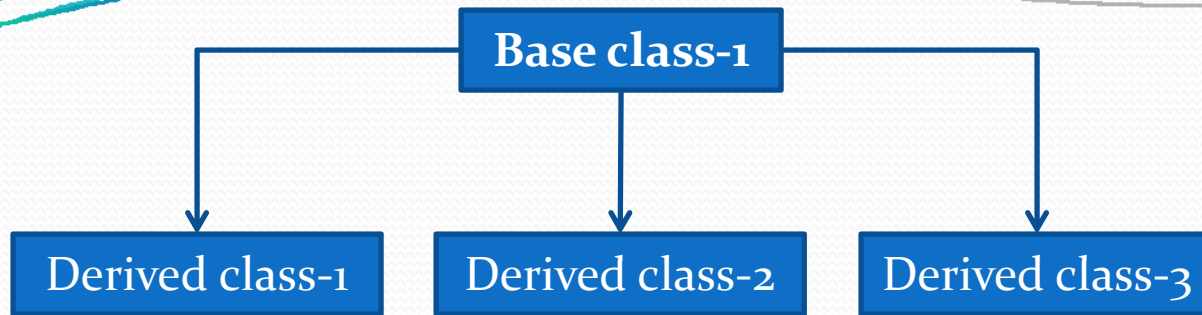 Base class-1
Derived class-1
Derived class-2
Derived class-3